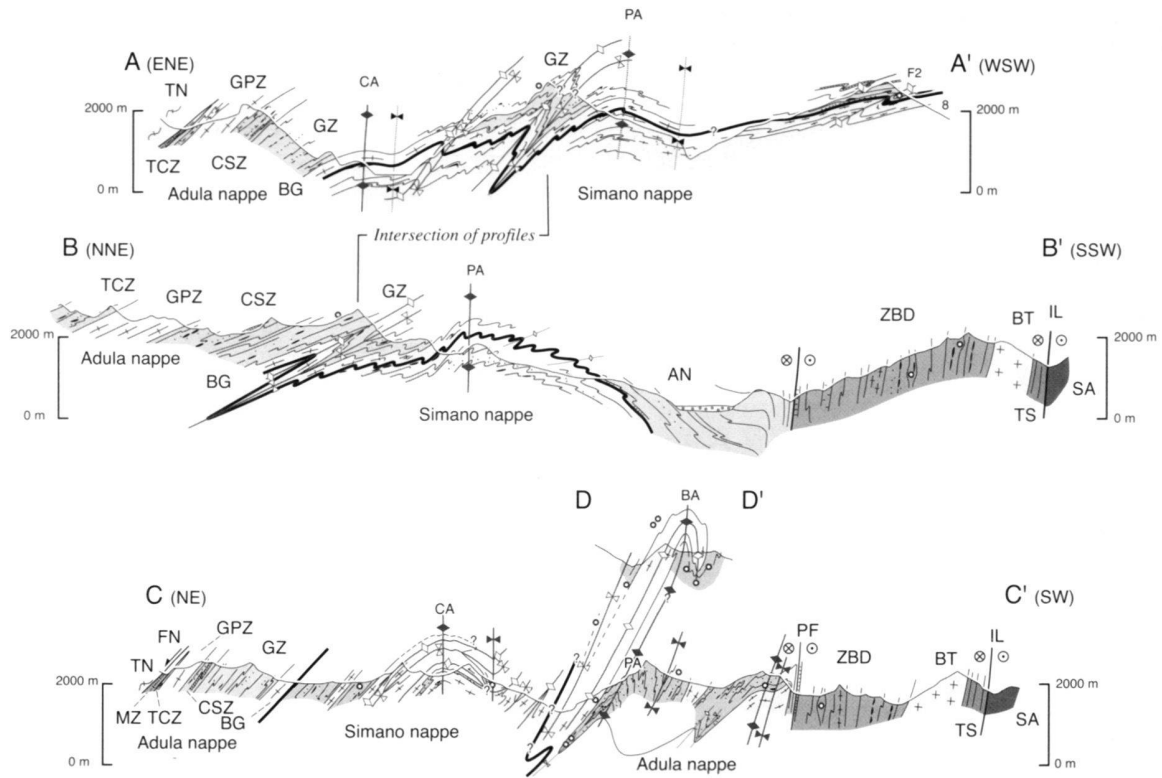 PA
A (ENE) GZ A' (WSW)
TN GPZ CA F2
2000 m GZ 2000 m
? 8
TCZ CSZ
0 m Adula nappe BG Simano nappe 0 m
Intersection of profiles
B (NNE) B' (SSW)
TCZ GPZ CSZ GZ PA
ZBD BT IL
2000 m 2000 m
Adula nappe
BG AN SA
0 m Simano nappe TS 0 m
D BA D'
C (NE) C' (SW)
CA
FN GPZ GZ ? PF IL
TN ? ZBD BT
PA
2000 m 2000 m
MZ TCZ CSZ BG
TS SA
Adula nappe Simano nappe ?
0 m Adula nappe 0 m